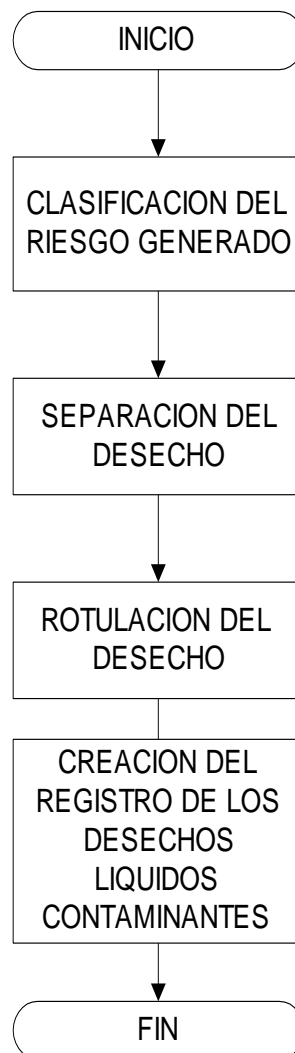 INICIO
CLASIFICACION DEL
RIESGO GENERADO
SEPARACION DEL
DESECHO
ROTULACION DEL
DESECHO
CREACION DEL
REGISTRO DE LOS
DESECHOS
LIQUIDOS
CONTAMINANTES
FIN